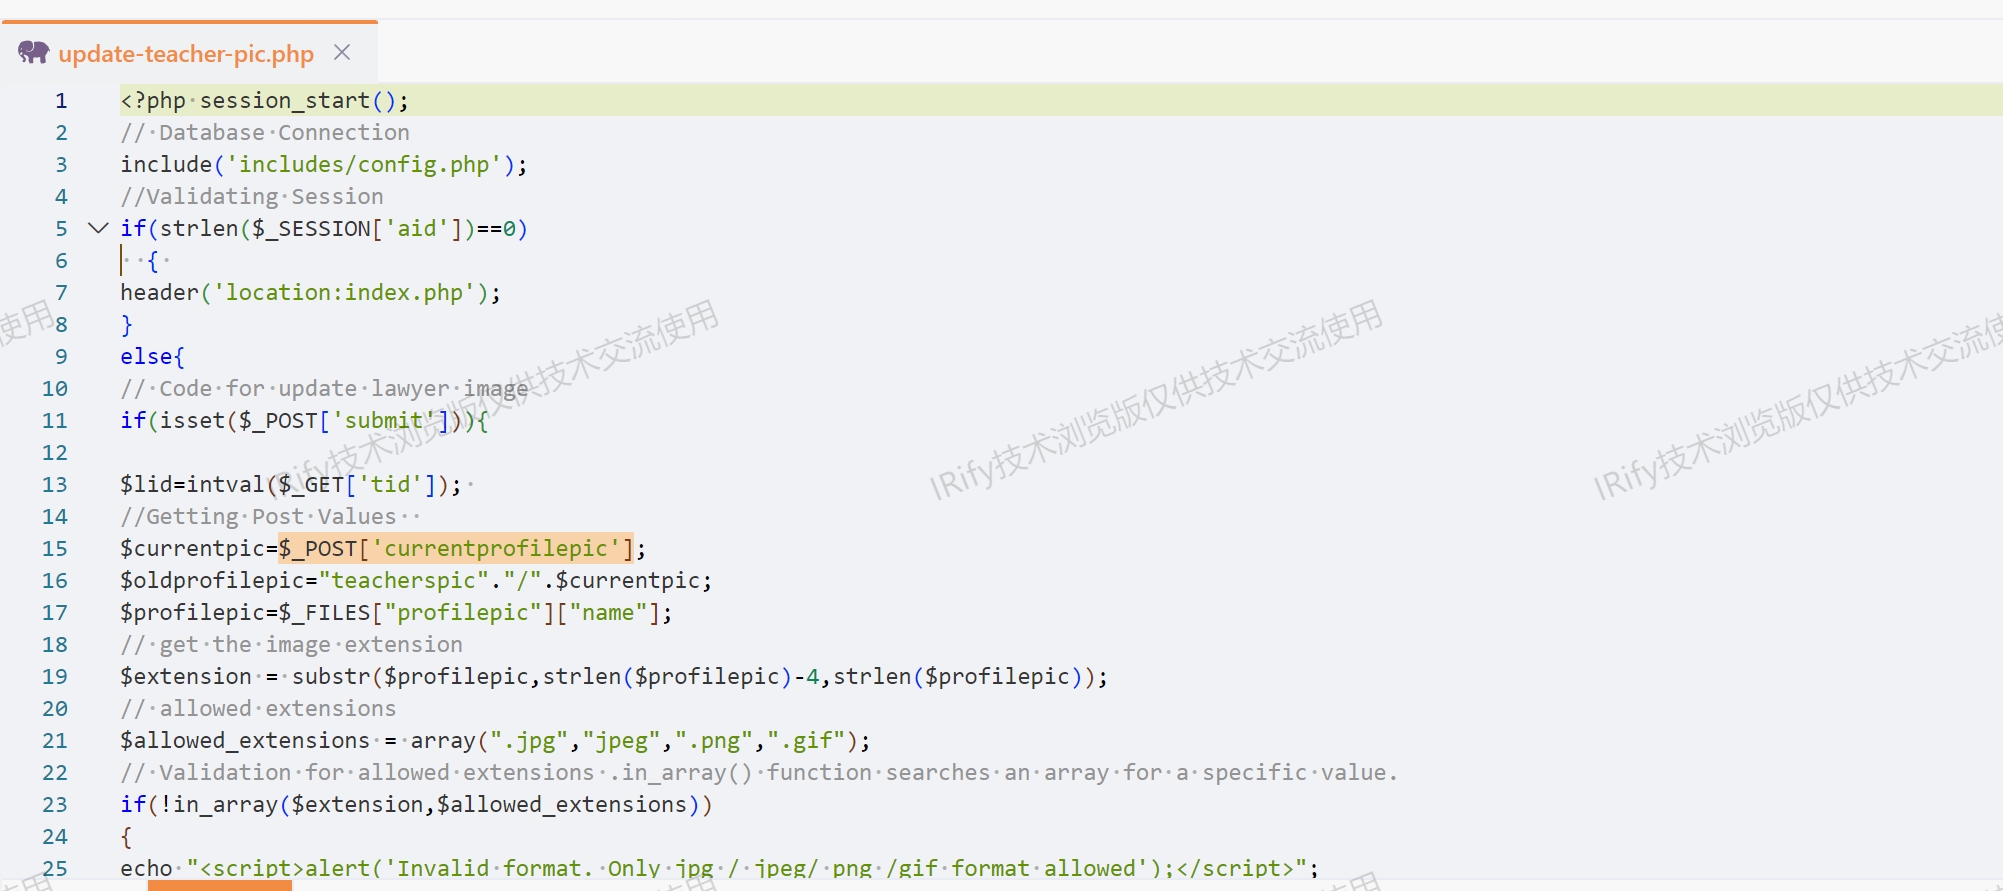 update-teacher-pic.php
1 <?php session_start();
2 // Database Connection
3 include('includes/config.php');
4 //Validating Session
5 if(strlen($_SESSION['aid'])==0)
6 {
7 header('location:index.php');
8 }
9 else{
10 // Code for update lawyer image
11 if(isset($_POST['submit'])){
12
13 $lid=intval($_GET['tid']);
14 //Getting Post Values
15 $currentpic=$_POST['currentprofilepic'];
16 $oldprofilepic="teacherspic"."/".$currentpic;
17 $profilepic=$_FILES["profilepic"]["name"];
18 // get the image extension
19 $extension = substr($profilepic,strlen($profilepic)-4,strlen($profilepic));
20 // allowed extensions
21 $allowed_extensions = array(".jpg","jpeg",".png",".gif");
22 // Validation for allowed extensions .in_array() function searches an array for a specific value.
23 if(!in_array($extension,$allowed_extensions))
24 {
25 echo "<script>alert('Invalid format. Only jpg / jpeg/ png /gif format allowed');</script>";
使用
IRify技术浏览版仅供技术交流使用
IRify技术浏览版仅供技术交流使用
IRify技术浏览版仅供技术交流使
使用
使用
使用